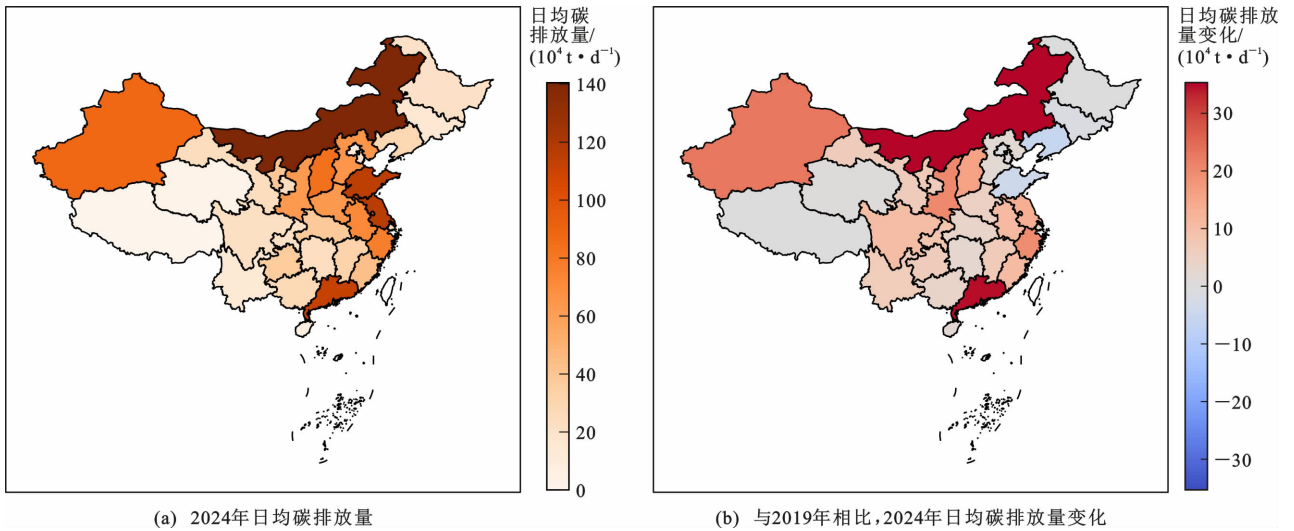 日均碳
排放量/
(10⁴ t·d⁻¹)
140
120
100
80
60
40
20
0
(a) 2024年日均碳排放量
日均碳排放
量变化/
(10⁴ t·d⁻¹)
30
20
10
0
−10
−20
−30
(b) 与2019年相比,2024年日均碳排放量变化